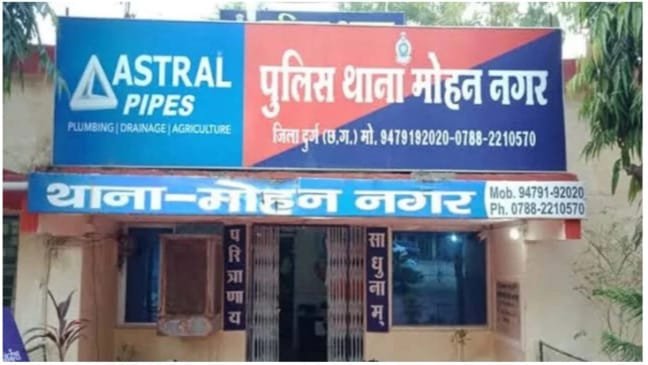 ASTRAL
PIPES
PLUMBING | DRAINAGE | AGRICULTURE
पुलिस थाना मोहन नगर
जिला दुर्ग (छ.ग.) मो. 9479192020-0788-2210570
थाना-मोहन नगर
Mob. 94791-92020
Ph. 0788-2210570
परित्राणाय
साधुनाम्